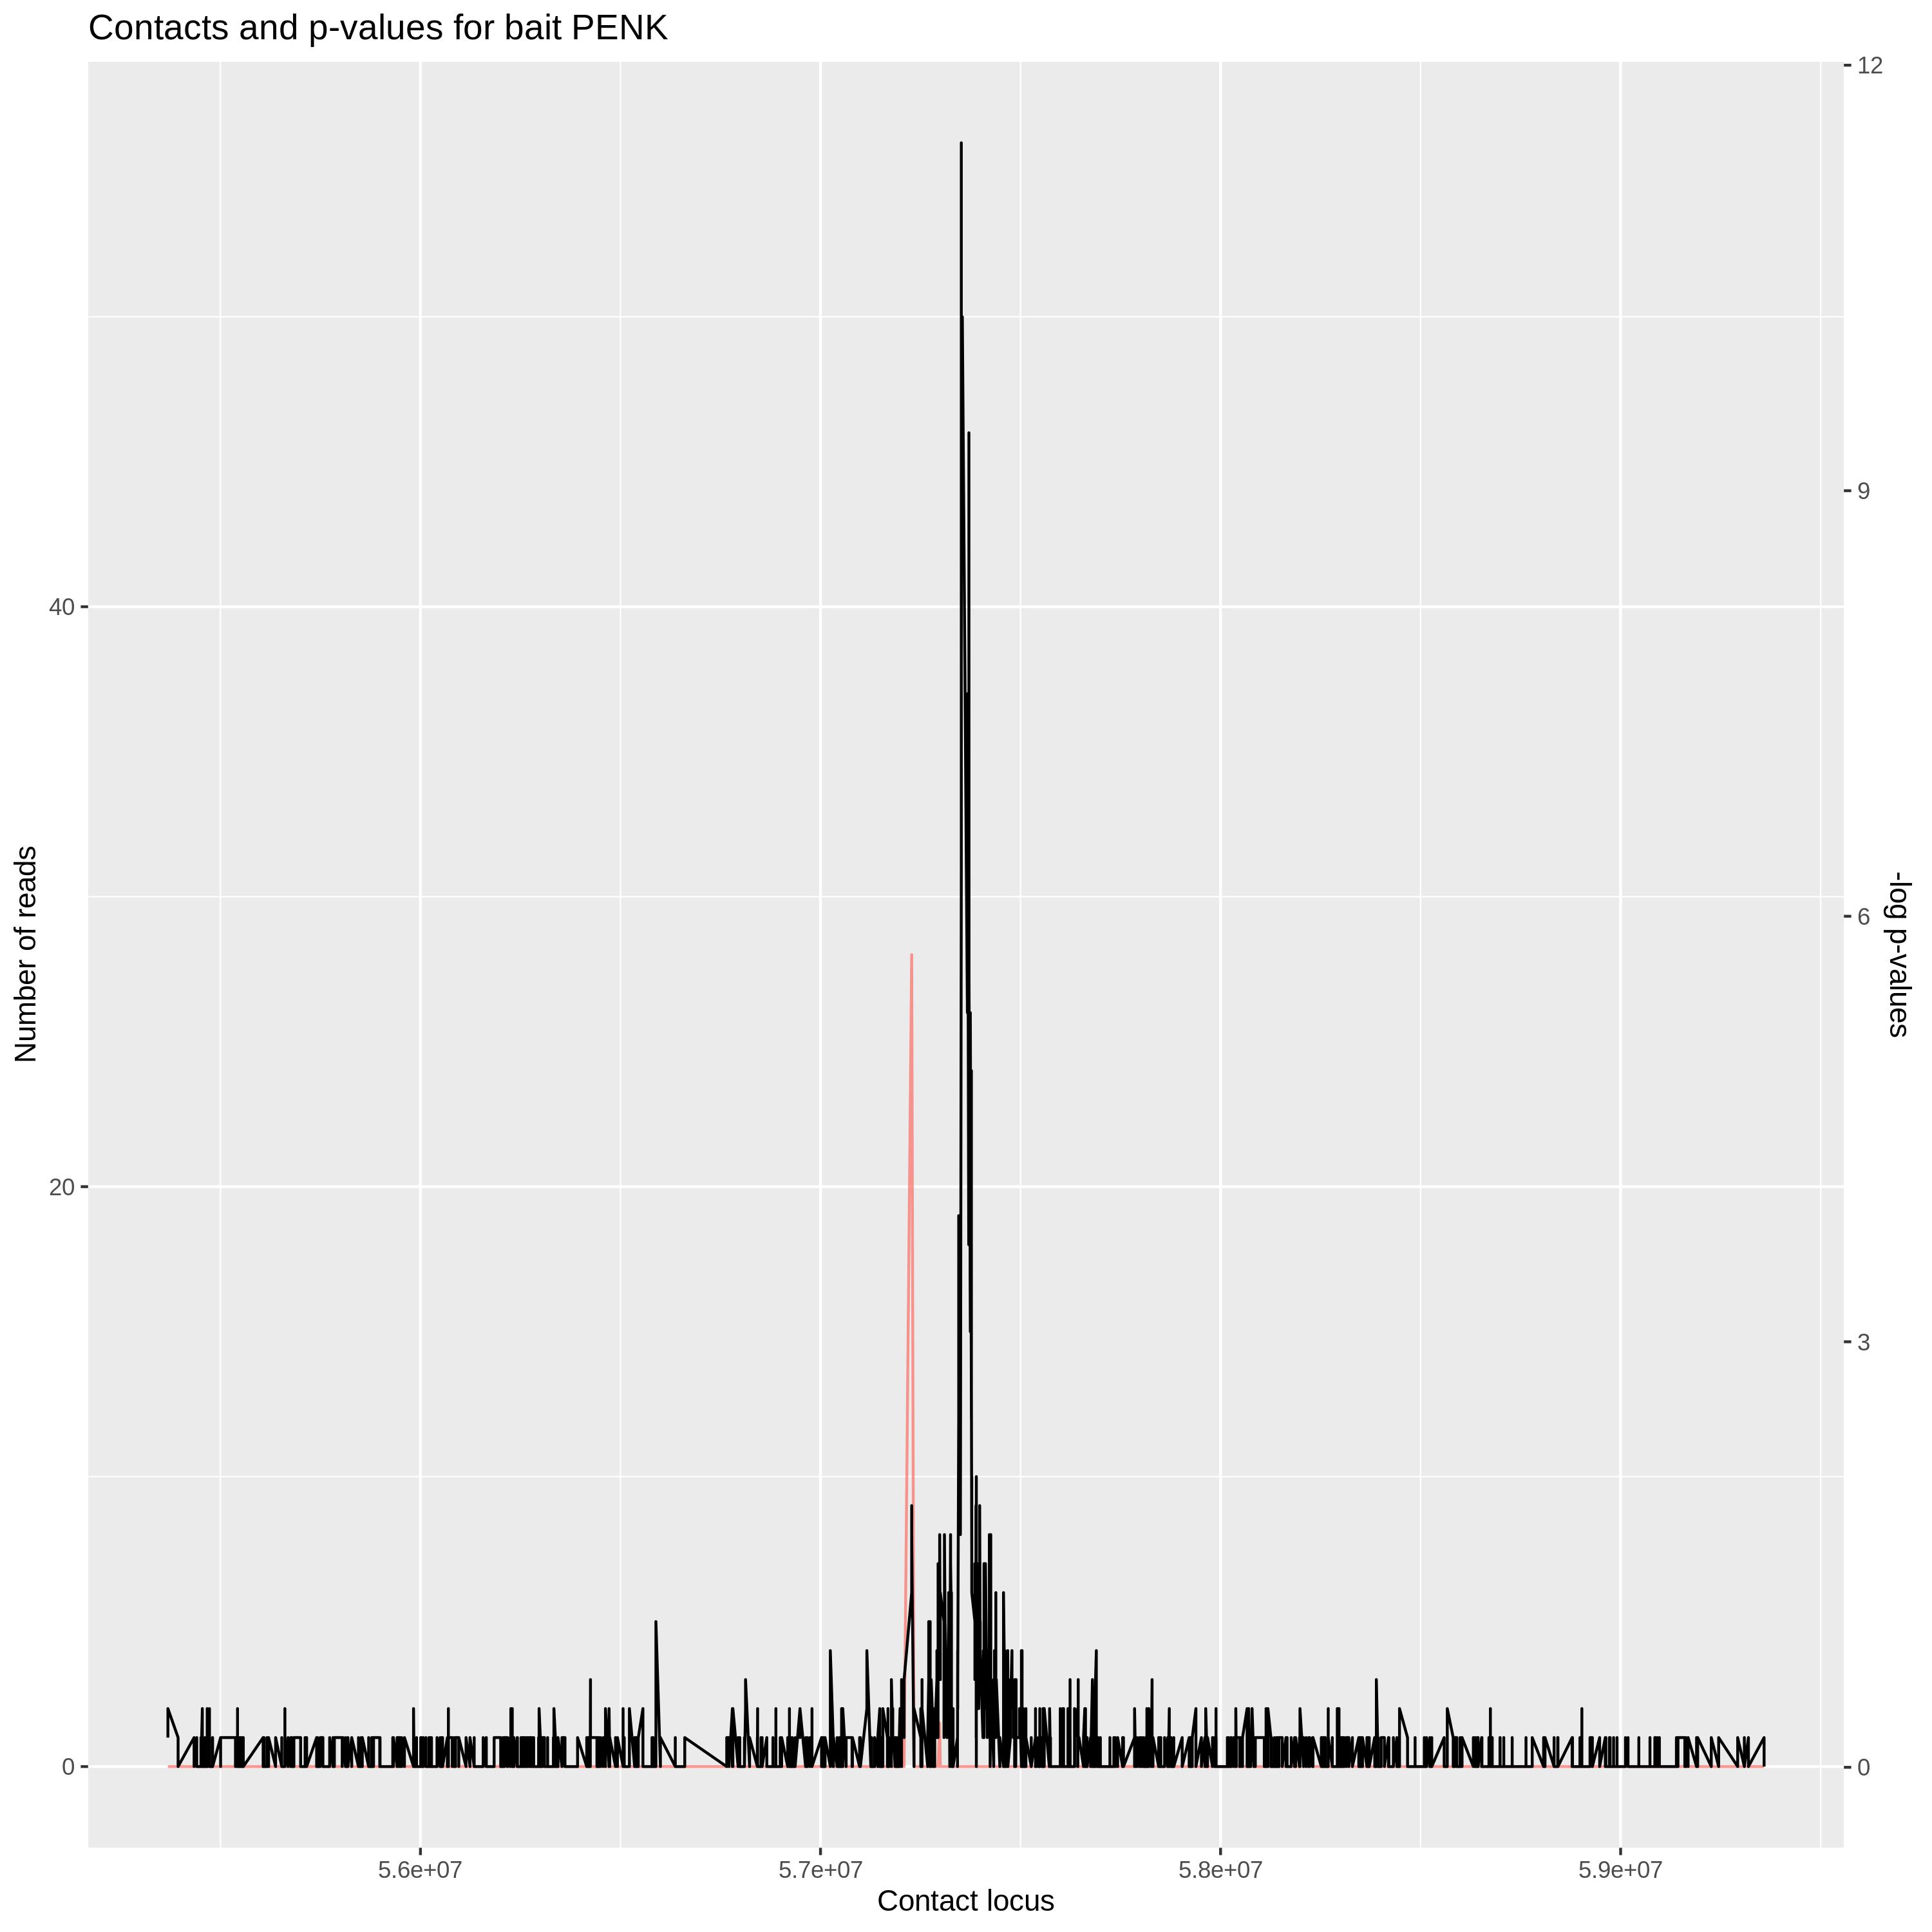 Contacts and p-values for bait PENK
12
9
40
Number of reads
-log p-values
6
20
3
0
0
5.6e+07
5.7e+07
5.8e+07
5.9e+07
Contact locus